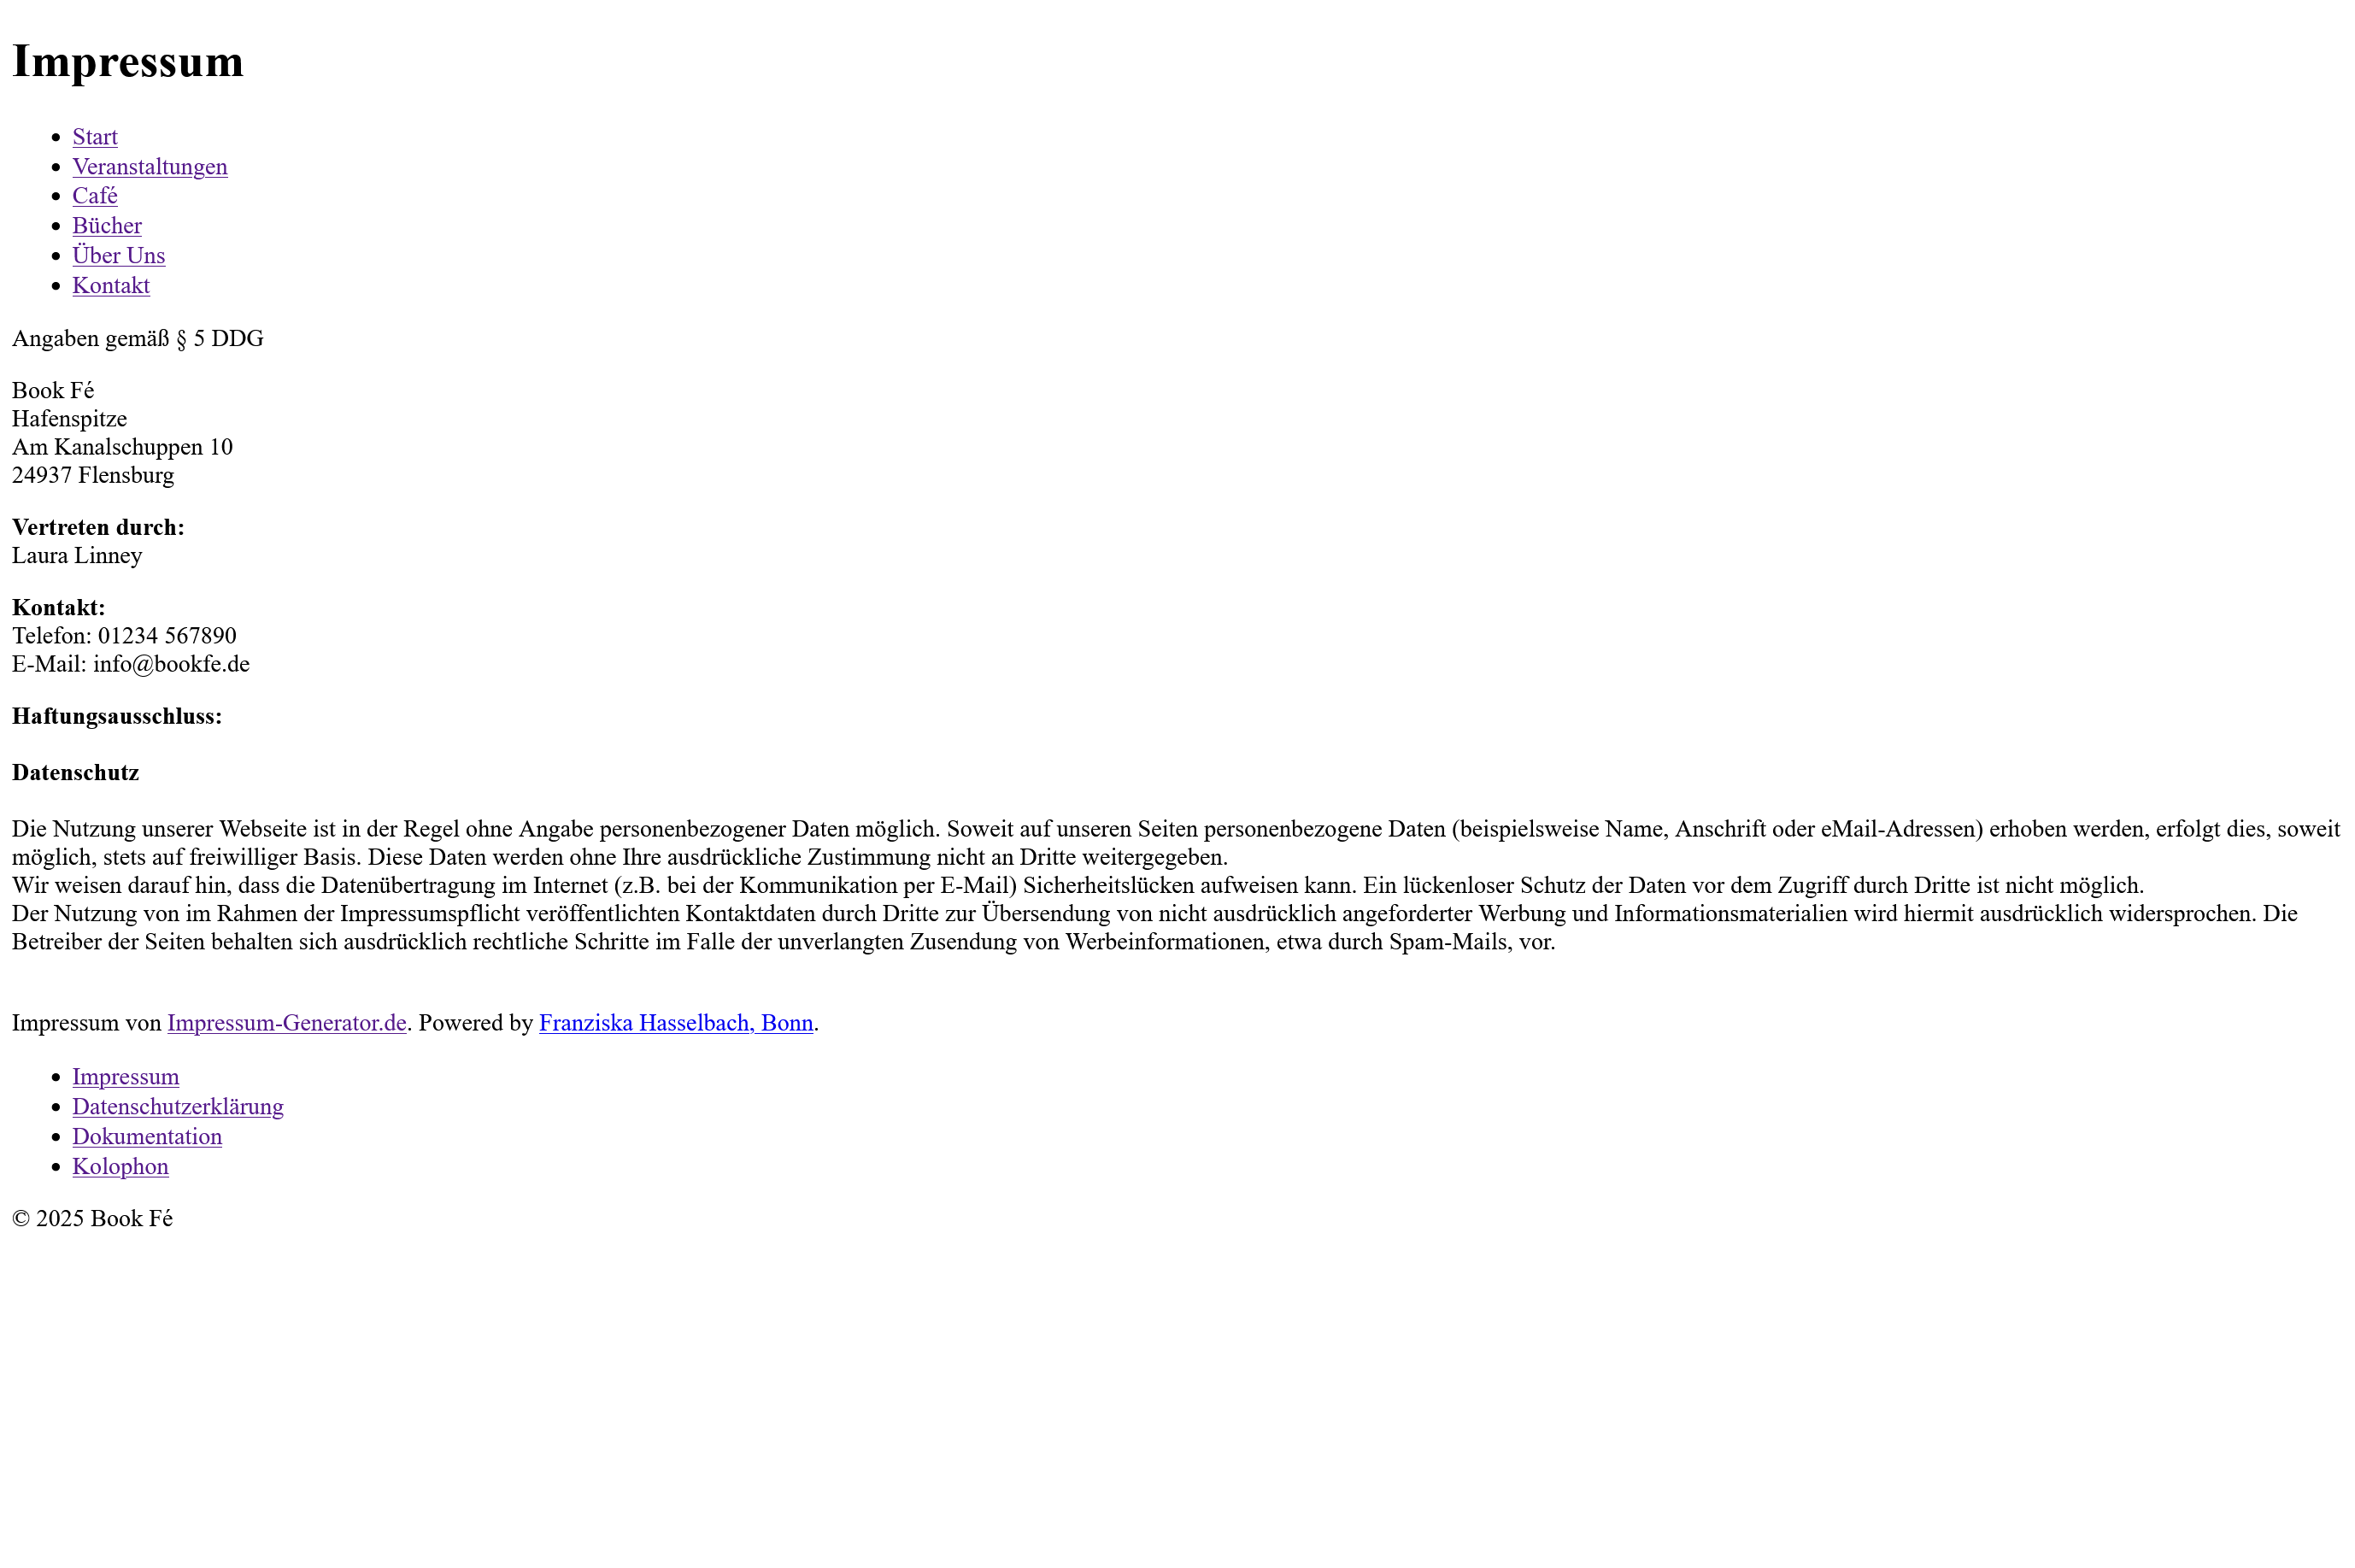 Impressum
Start
Veranstaltungen
Café
Bücher
Über Uns
Kontakt
Angaben gemäß § 5 DDG
Book Fé
Hafenspitze
Am Kanalschuppen 10
24937 Flensburg
Vertreten durch:
Laura Linney
Kontakt:
Telefon: 01234 567890
E-Mail: info@bookfe.de
Haftungsausschluss:
Datenschutz
Die Nutzung unserer Webseite ist in der Regel ohne Angabe personenbezogener Daten möglich. Soweit auf unseren Seiten personenbezogene Daten (beispielsweise Name, Anschrift oder eMail-Adressen) erhoben werden, erfolgt dies, soweit
möglich, stets auf freiwilliger Basis. Diese Daten werden ohne Ihre ausdrückliche Zustimmung nicht an Dritte weitergegeben.
Wir weisen darauf hin, dass die Datenübertragung im Internet (z.B. bei der Kommunikation per E-Mail) Sicherheitslücken aufweisen kann. Ein lückenloser Schutz der Daten vor dem Zugriff durch Dritte ist nicht möglich.
Der Nutzung von im Rahmen der Impressumspflicht veröffentlichten Kontaktdaten durch Dritte zur Übersendung von nicht ausdrücklich angeforderter Werbung und Informationsmaterialien wird hiermit ausdrücklich widersprochen. Die
Betreiber der Seiten behalten sich ausdrücklich rechtliche Schritte im Falle der unverlangten Zusendung von Werbeinformationen, etwa durch Spam-Mails, vor.
Impressum von Impressum-Generator.de. Powered by Franziska Hasselbach, Bonn.
Impressum
Datenschutzerklärung
Dokumentation
Kolophon
© 2025 Book Fé